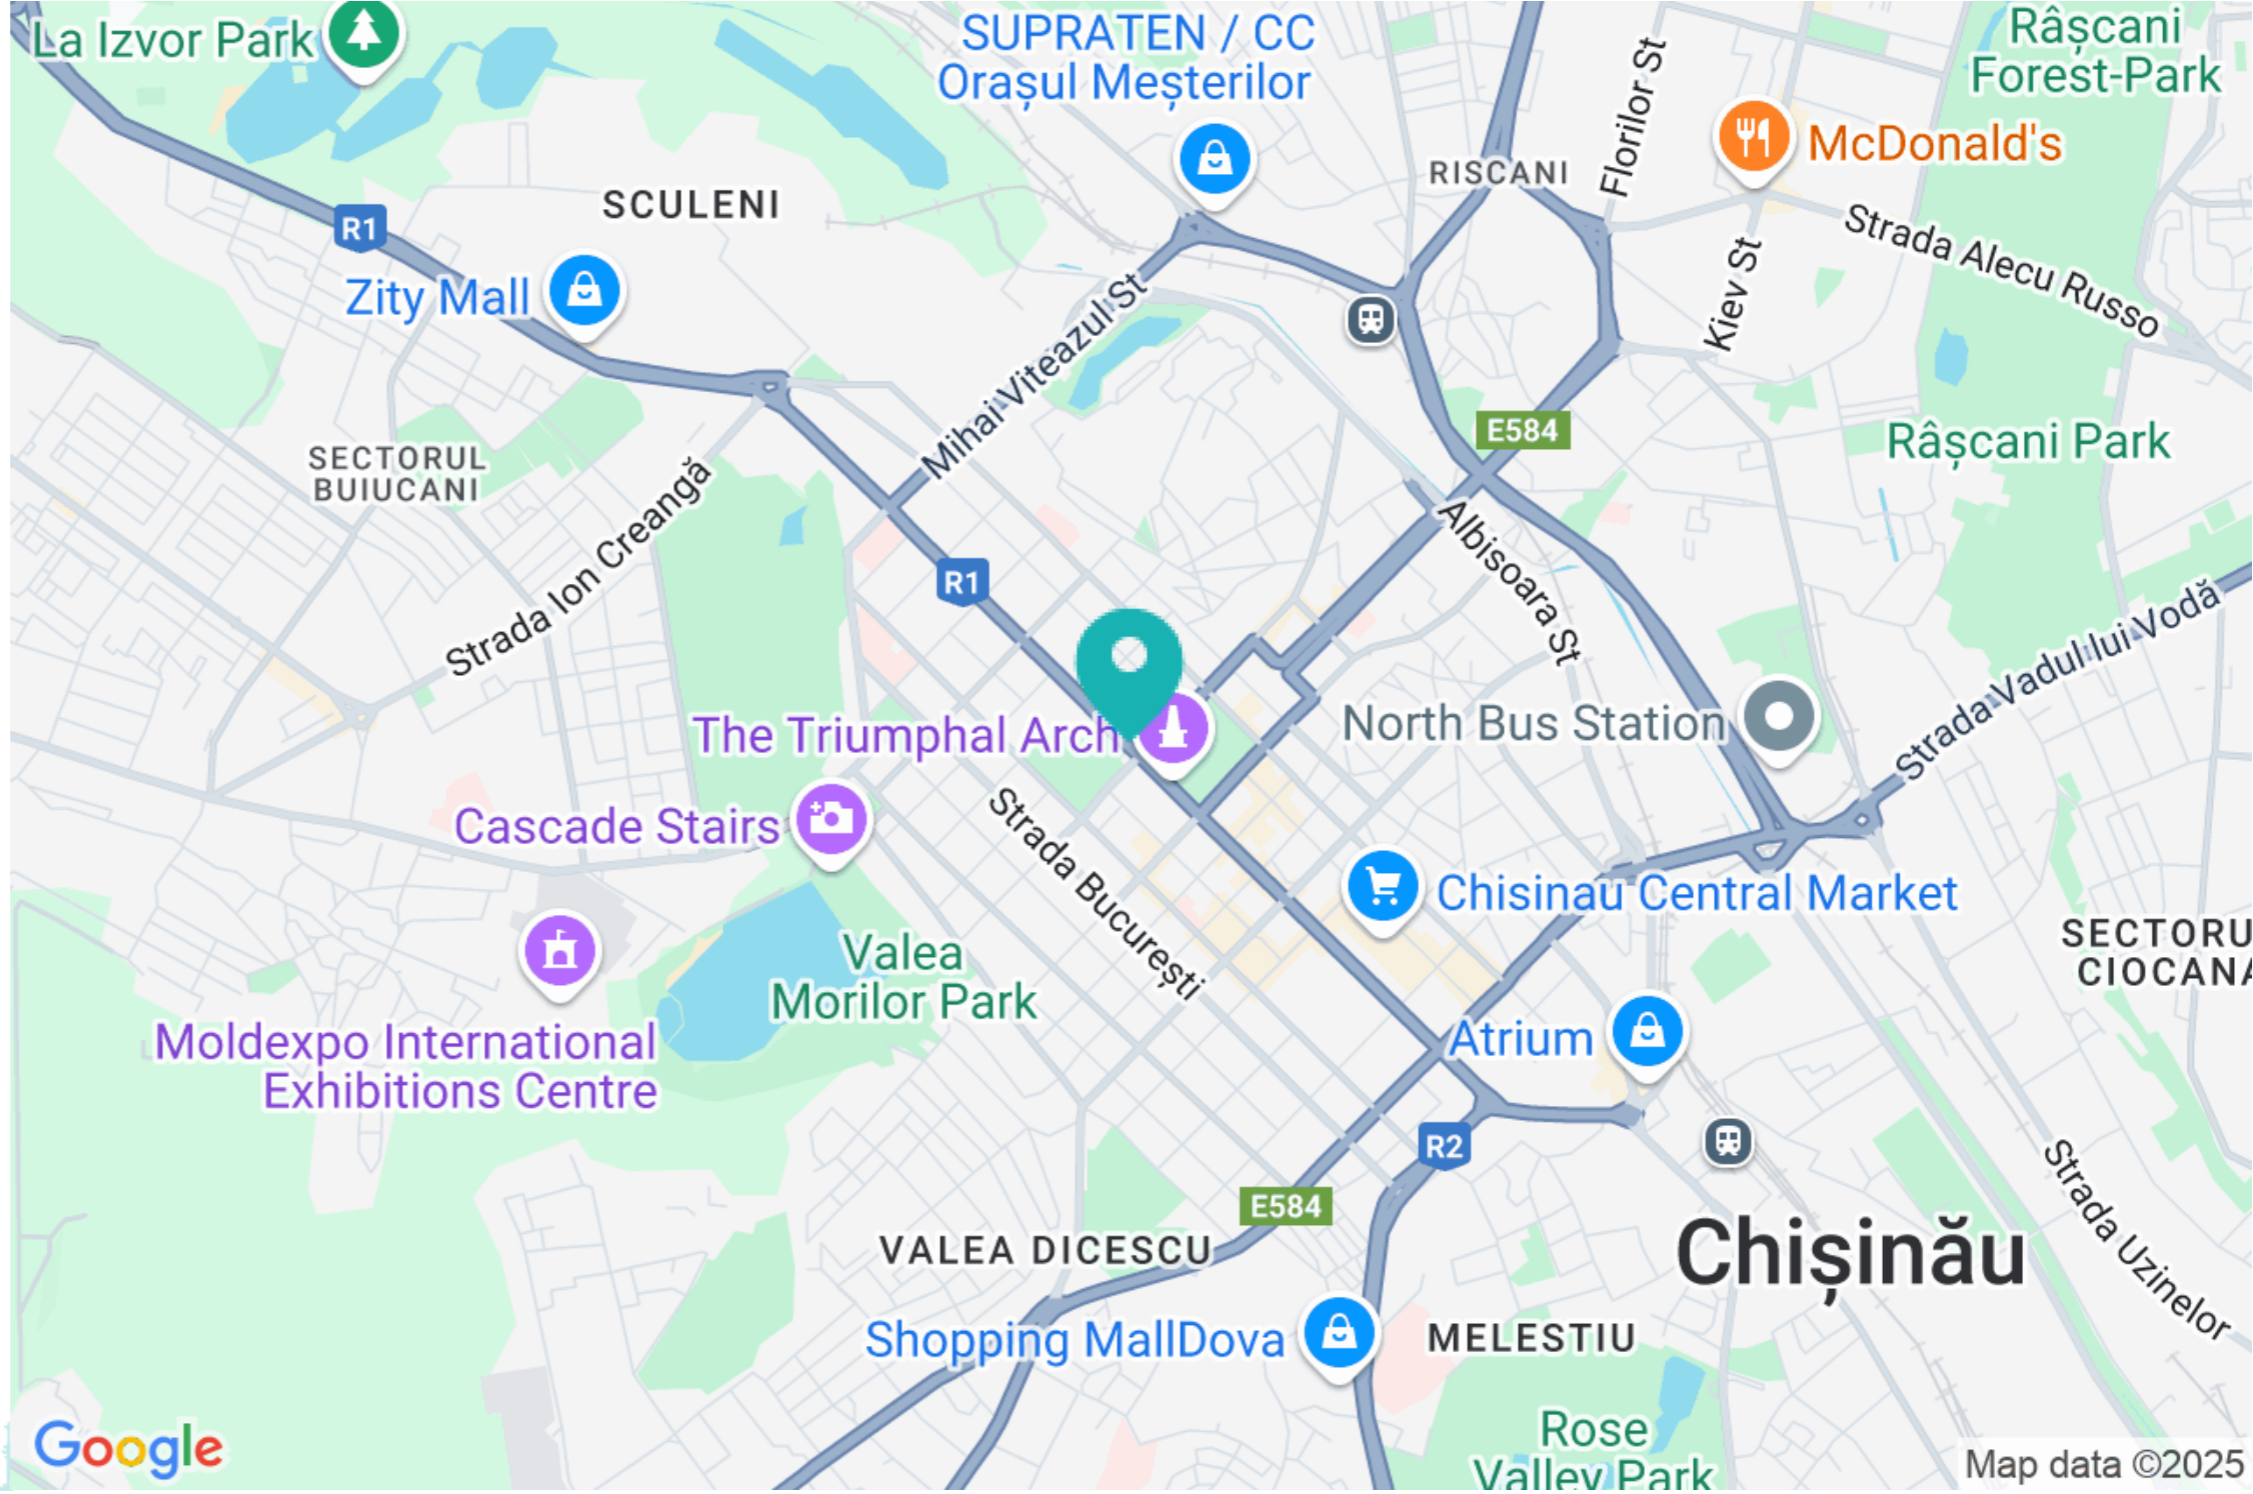 La Izvor Park
SUPRATEN / CC
Orașul Meșterilor
Râșcani
Forest-Park
Florilor St
McDonald's
RISCANI
SCULENI
R1
Strada Alecu Russo
Zity Mall
Kiev St
Mihai Viteazul St
E584
Râșcani Park
SECTORUL
BUIUCANI
Strada Ion Creangă
Albisoara St
R1
Strada Vadul lui Vodă
The Triumphal Arch
North Bus Station
Cascade Stairs
Strada București
Chisinau Central Market
Valea
Morilor Park
SECTORU
CIOCANA
Moldexpo International
Exhibitions Centre
Atrium
R2
E584
Strada Uzinelor
VALEA DICESCU
Chișinău
Shopping MallDova
MELESTIU
Rose
Valley Park
Google
Map data ©2025